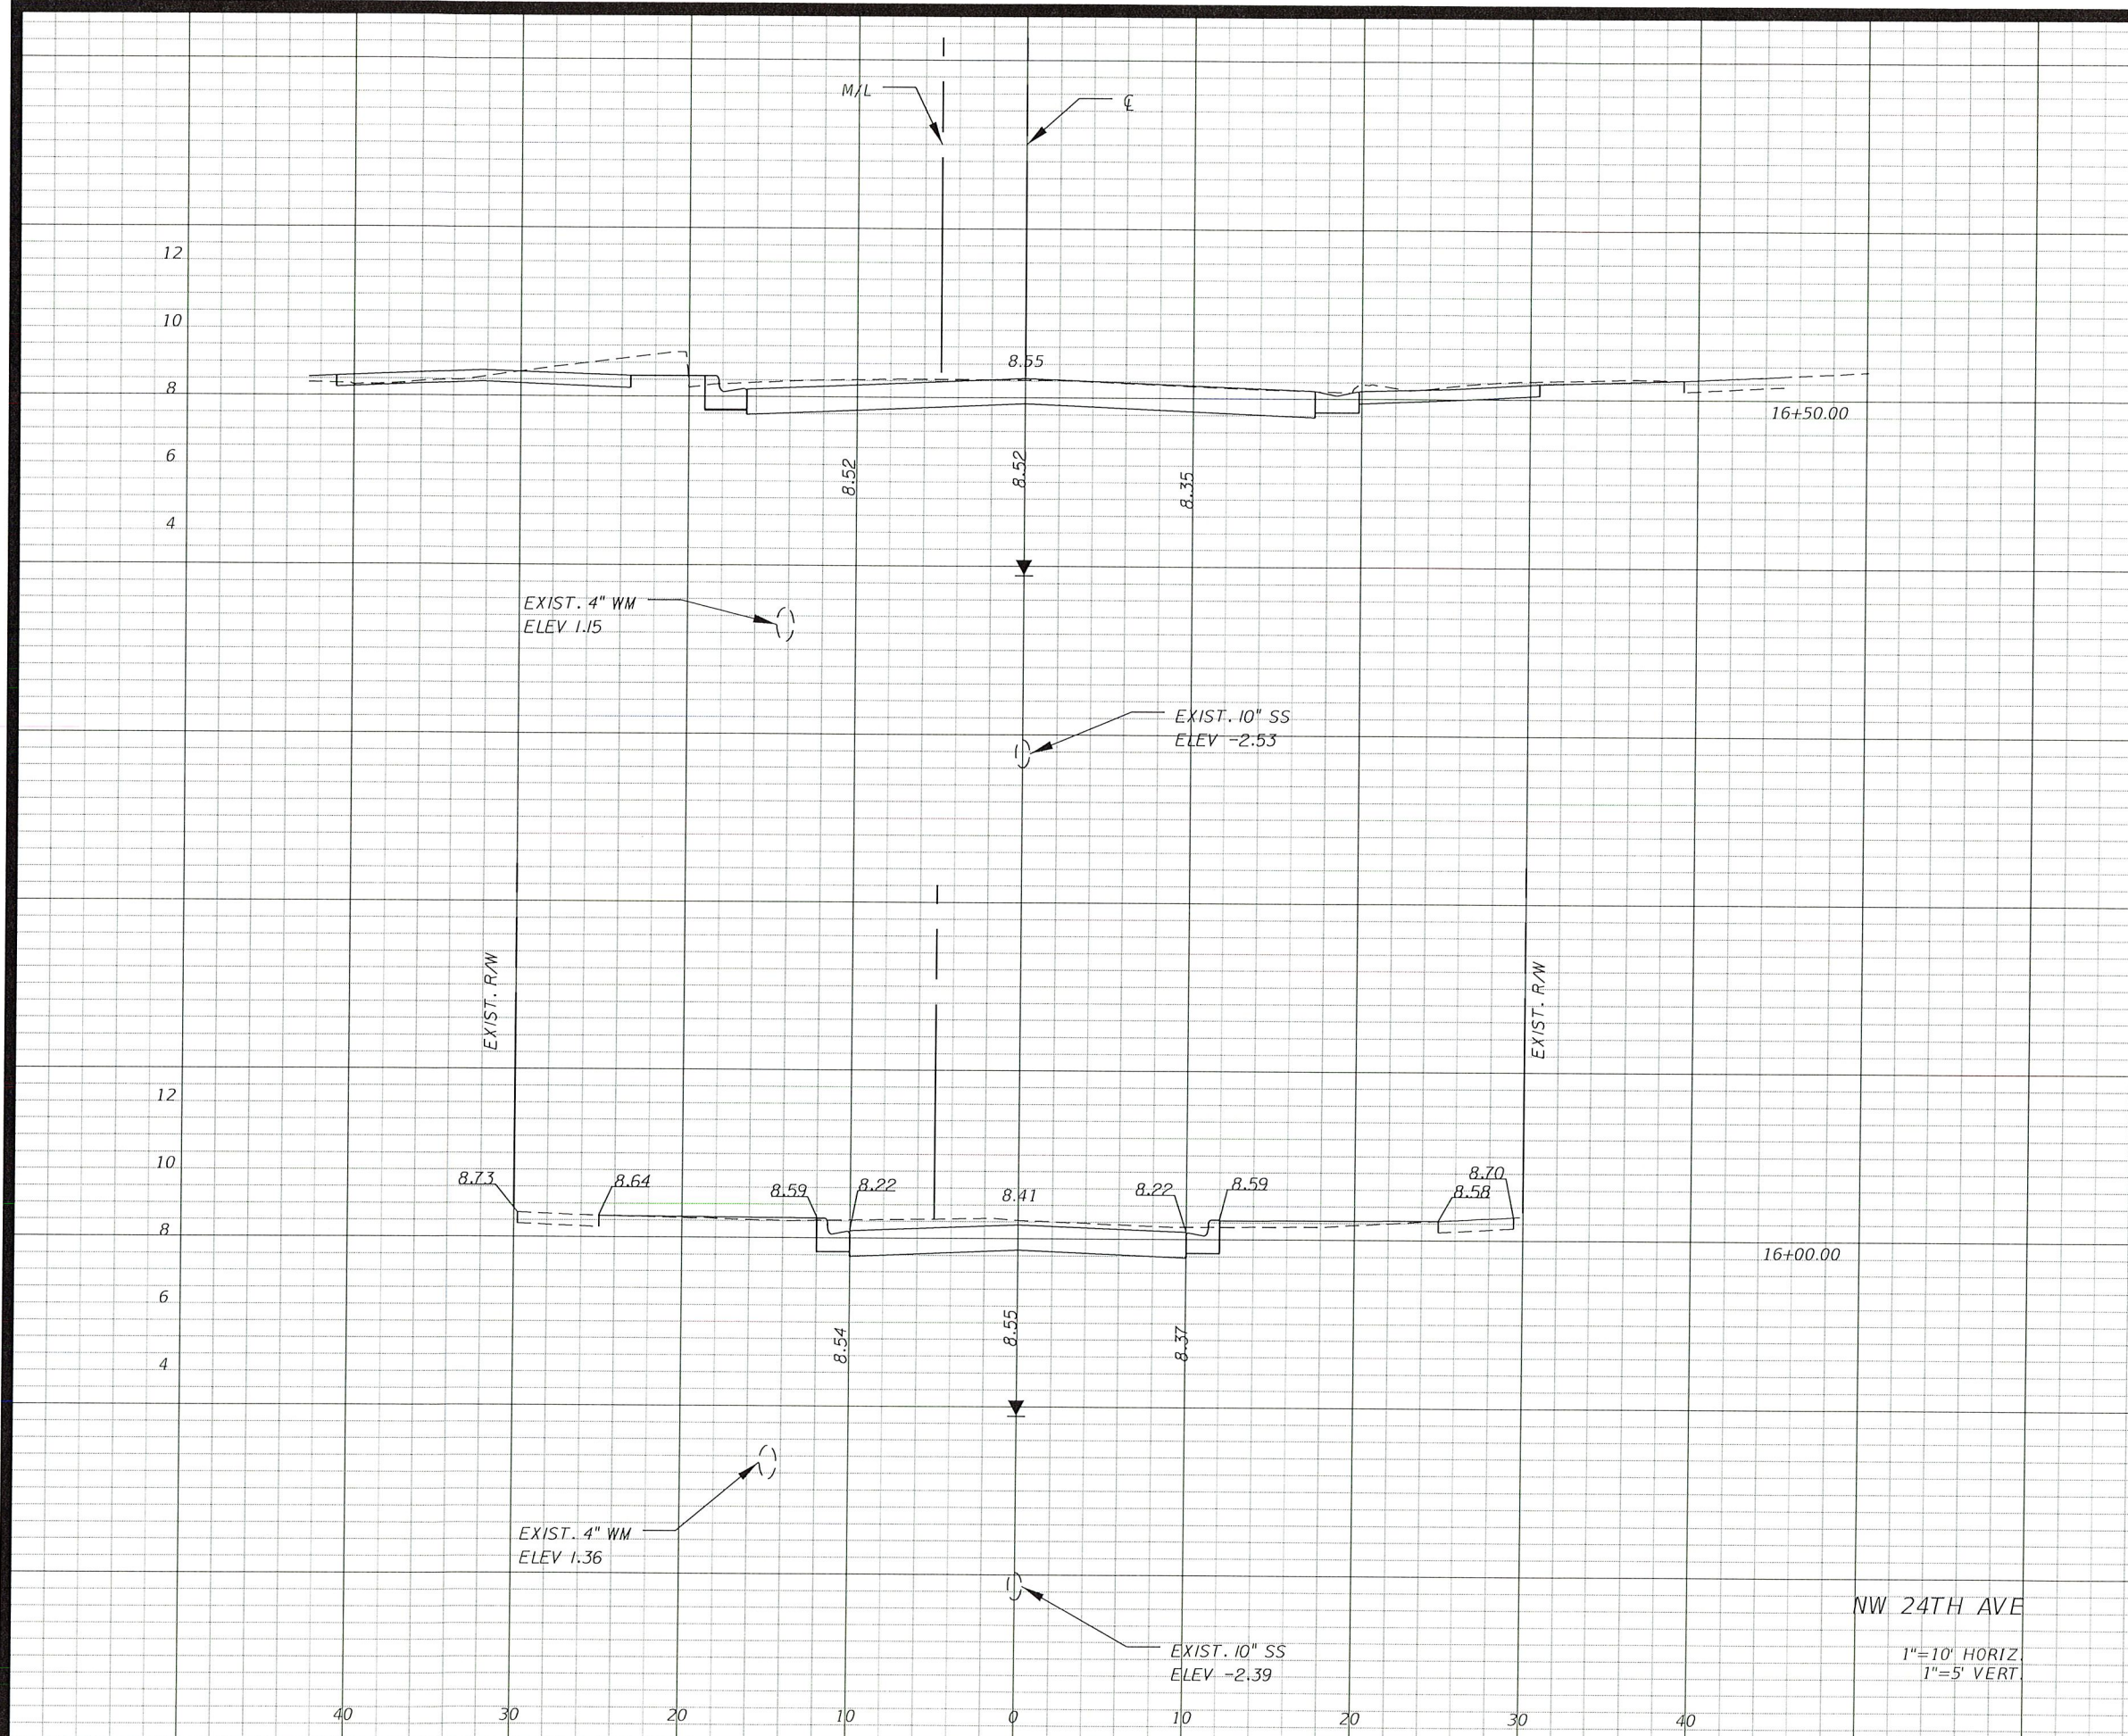 M/L
℄
12
10
8
6
4
8.55
16+50.00
8.52
8.52
8.35
EXIST. 4" WM
ELEV 1.15
EXIST. 10" SS
ELEV -2.53
EXIST. R/W
EXIST. R/W
12
10
8
6
4
8.73
8.64
8.59
8.22
8.41
8.22
8.59
8.70
8.58
16+00.00
8.54
8.55
8.37
EXIST. 4" WM
ELEV 1.36
EXIST. 10" SS
ELEV -2.39
NW 24TH AVE
1"=10' HORIZ.
1"=5' VERT.
40 30 20 10 0 10 20 30 40